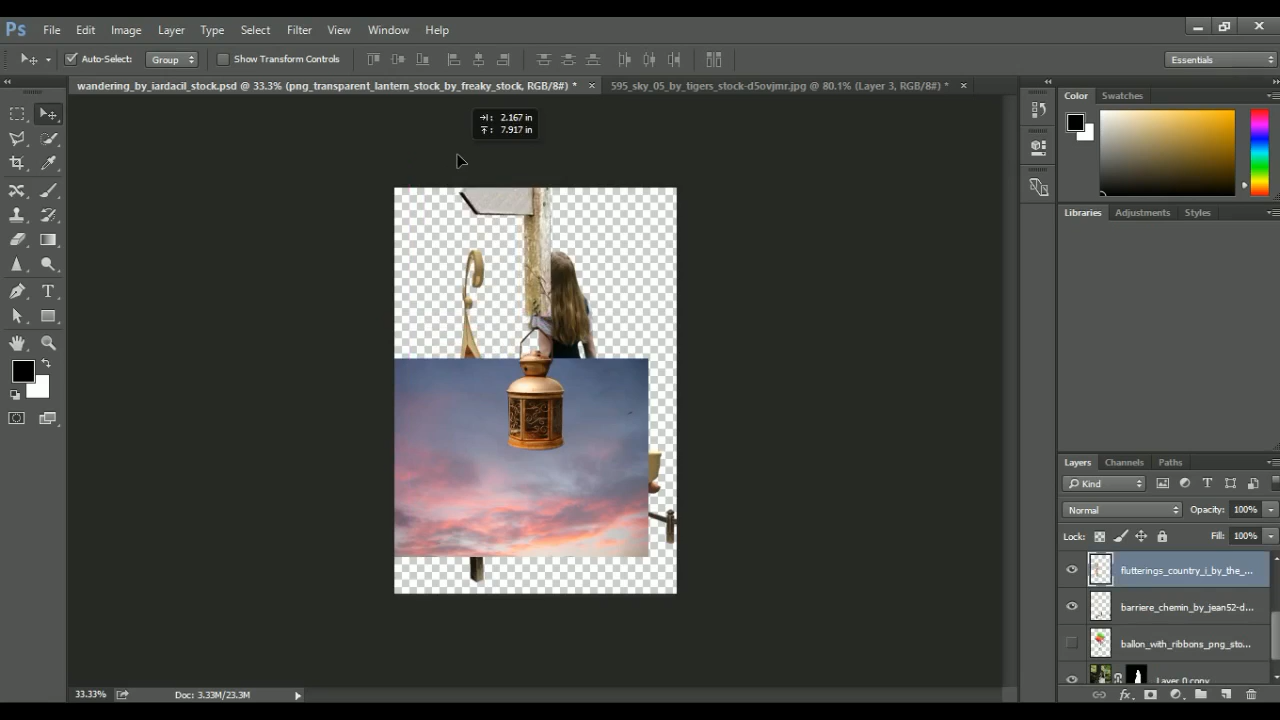 Ps File Edit Image Layer Type Select Filter View Window Help
Auto-Select: Group Show Transform Controls Essentials
wandering_by_iardacil_stock.psd @ 33.3% (png_transparent_lantern_stock_by_freaky_stock, RGB/8#) * × 595_sky_05_by_tigers_stock-d5ovjmr.jpg @ 80.1% (Layer 3, RGB/8#) * ×
Color Swatches
2.167 in
7.917 in
Libraries Adjustments Styles
T
Layers Channels Paths
Kind T
Normal Opacity: 100%
Lock: Fill: 100%
flutterings_country_i_by_the_...
barriere_chemin_by_jean52-d...
ballon_with_ribbons_png_sto...
Layer 0 copy
33.33% Doc: 3.33M/23.3M fx